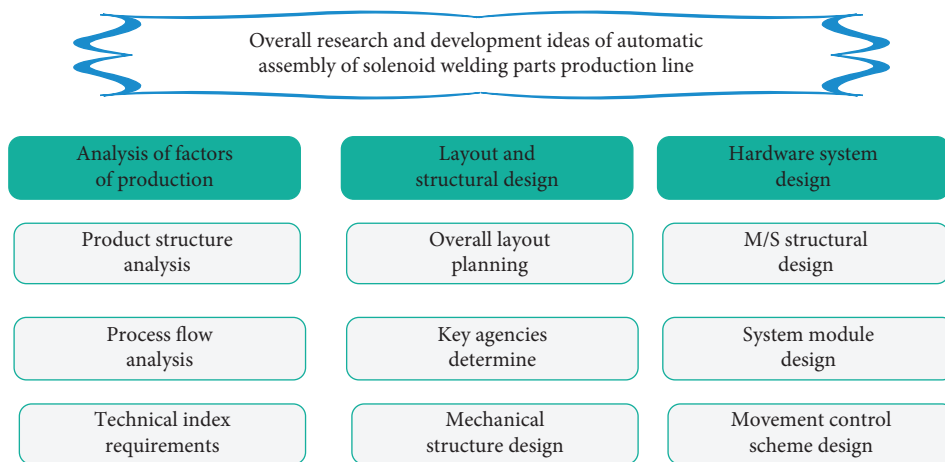 Overall research and development ideas of automatic
assembly of solenoid welding parts production line
Analysis of factors
of production
Layout and
structural design
Hardware system
design
Product structure
analysis
Overall layout
planning
M/S structural
design
Process flow
analysis
Key agencies
determine
System module
design
Technical index
requirements
Mechanical
structure design
Movement control
scheme design